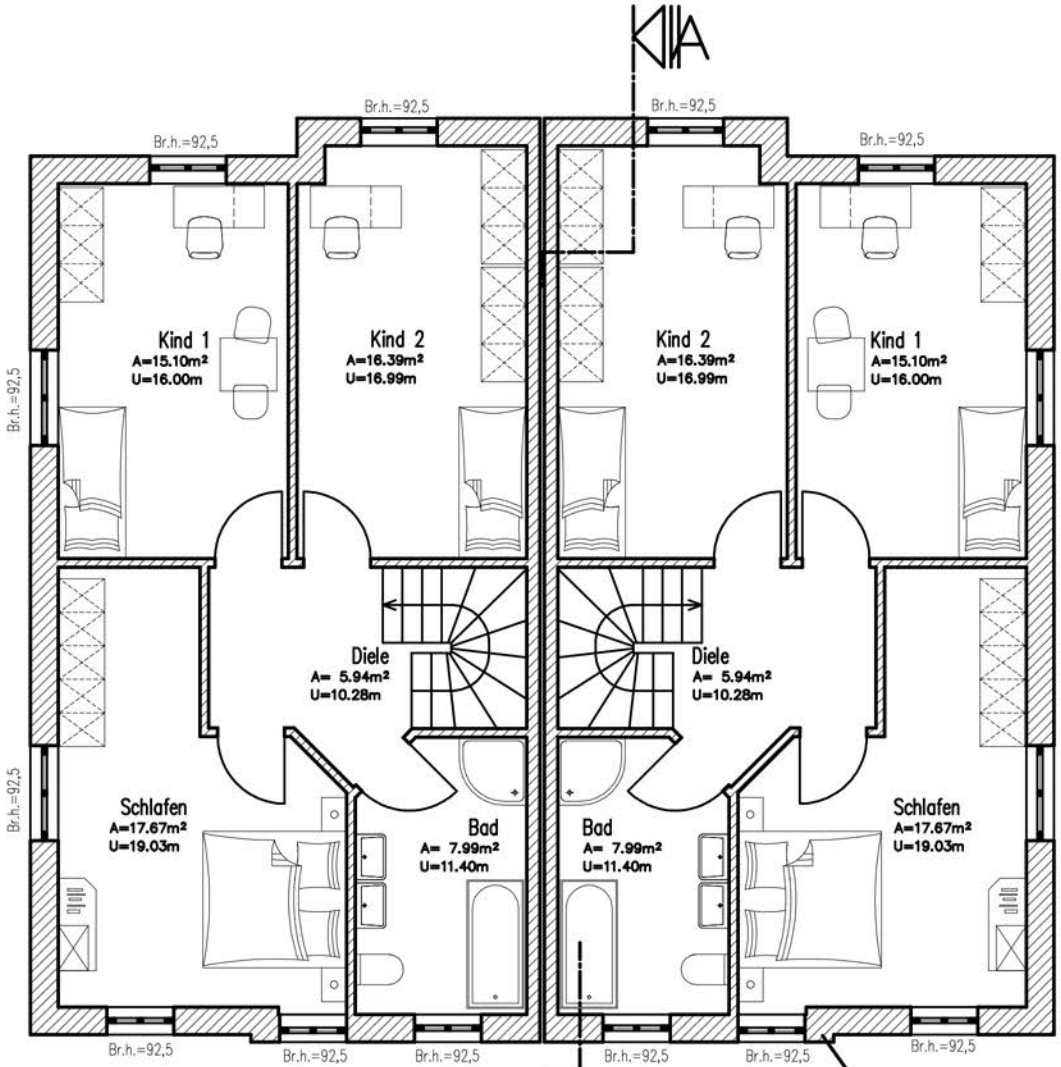 A
Br.h.=92,5
Br.h.=92,5
Br.h.=92,5
Br.h.=92,5
Br.h.=92,5
Kind 1
A=15.10m²
U=16.00m
Kind 2
A=16.39m²
U=16.99m
Kind 2
A=16.39m²
U=16.99m
Kind 1
A=15.10m²
U=16.00m
Diele
A= 5.94m²
U=10.28m
Diele
A= 5.94m²
U=10.28m
Br.h.=92,5
Schlafen
A=17.67m²
U=19.03m
Bad
A= 7.99m²
U=11.40m
Bad
A= 7.99m²
U=11.40m
Schlafen
A=17.67m²
U=19.03m
Br.h.=92,5
Br.h.=92,5
Br.h.=92,5
Br.h.=92,5
Br.h.=92,5
Br.h.=92,5